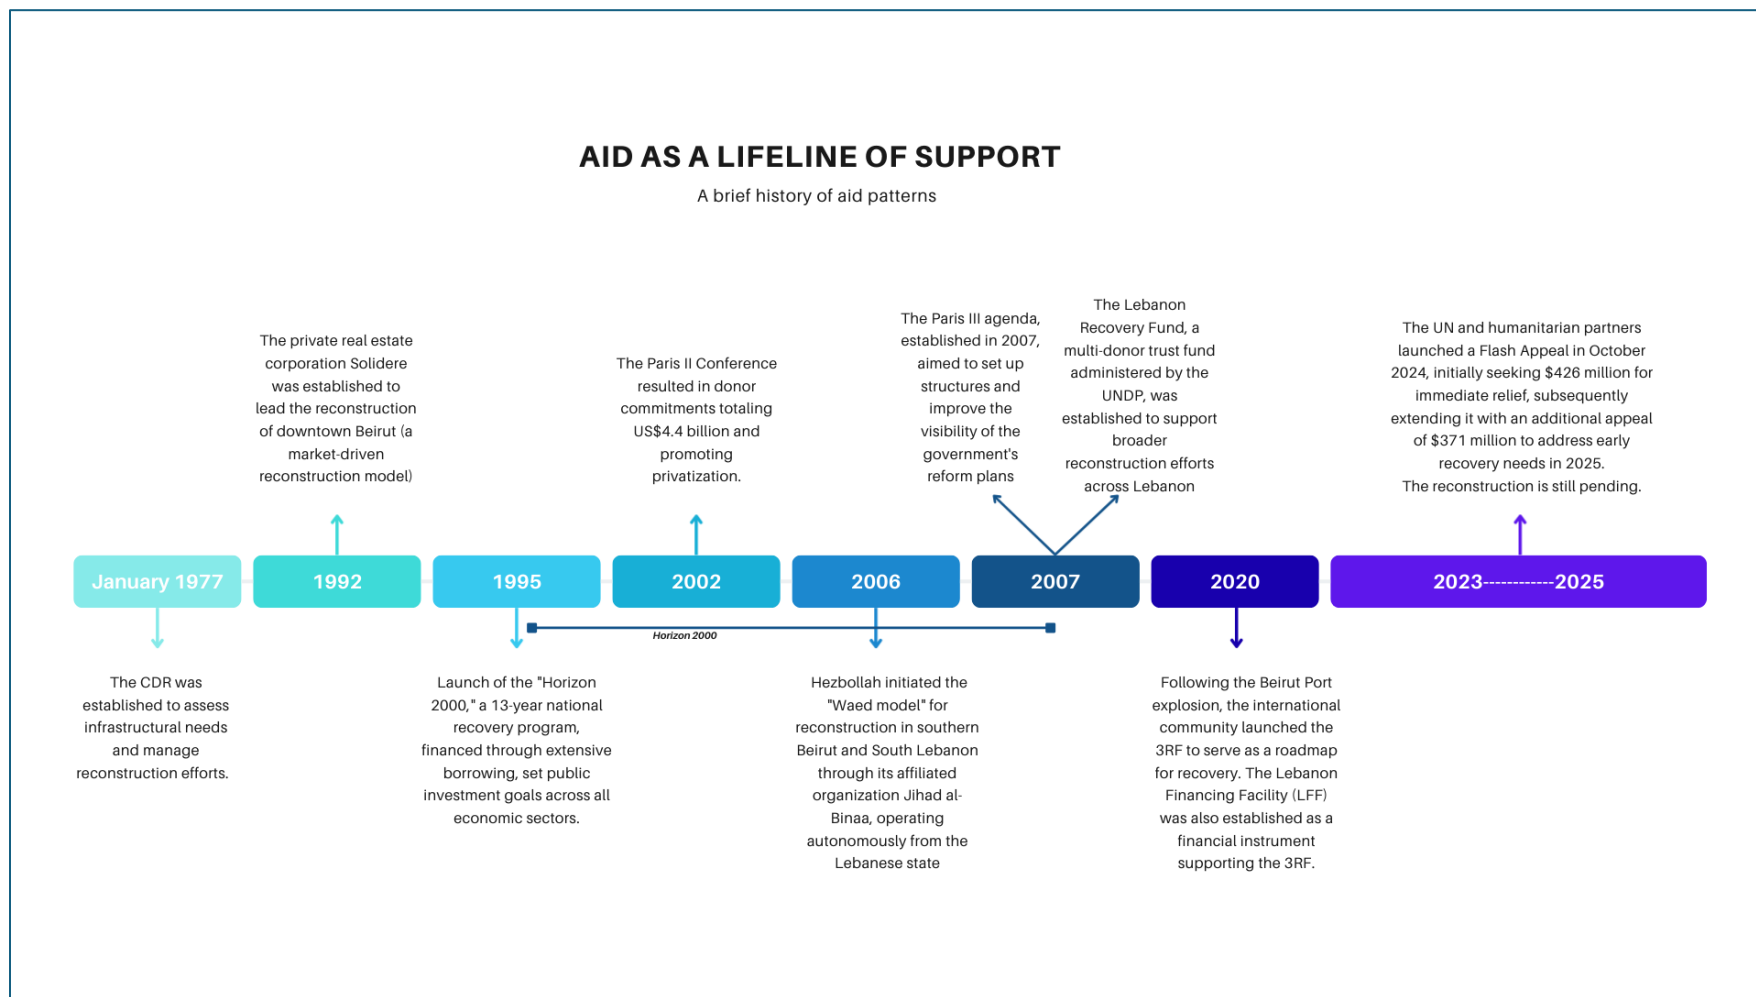 AID AS A LIFELINE OF SUPPORT
A brief history of aid patterns
The private real estate
corporation Solidere
was established to
lead the reconstruction
of downtown Beirut (a
market-driven
reconstruction model)
The Paris II Conference
resulted in donor
commitments totaling
US$4.4 billion and
promoting
privatization.
The Paris III agenda,
established in 2007,
aimed to set up
structures and
improve the
visibility of the
government's
reform plans
The Lebanon
Recovery Fund, a
multi-donor trust fund
administered by the
UNDP, was
established to support
broader
reconstruction efforts
across Lebanon
The UN and humanitarian partners
launched a Flash Appeal in October
2024, initially seeking $426 million for
immediate relief, subsequently
extending it with an additional appeal
of $371 million to address early
recovery needs in 2025.
The reconstruction is still pending.
January 1977
1992
1995
2002
2006
2007
2020
2023------------2025
Horizon 2000
The CDR was
established to assess
infrastructural needs
and manage
reconstruction efforts.
Launch of the "Horizon
2000," a 13-year national
recovery program,
financed through extensive
borrowing, set public
investment goals across all
economic sectors.
Hezbollah initiated the
"Waed model" for
reconstruction in southern
Beirut and South Lebanon
through its affiliated
organization Jihad al-
Binaa, operating
autonomously from the
Lebanese state
Following the Beirut Port
explosion, the international
community launched the
3RF to serve as a roadmap
for recovery. The Lebanon
Financing Facility (LFF)
was also established as a
financial instrument
supporting the 3RF.